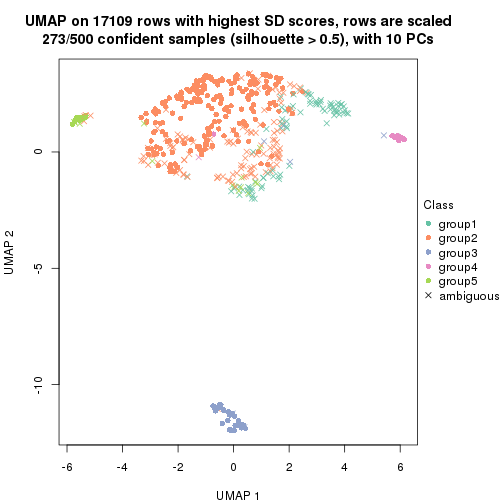 UMAP on 17109 rows with highest SD scores, rows are scaled
273/500 confident samples (silhouette > 0.5), with 10 PCs
0
-5
-10
UMAP 2
-6
-4
-2
0
2
4
6
UMAP 1
Class
group1
group2
group3
group4
group5
ambiguous